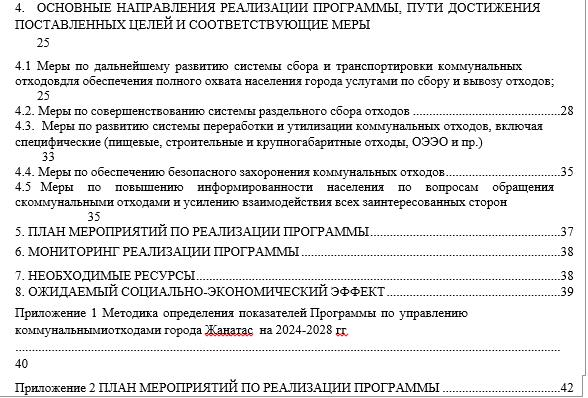 4. ОСНОВНЫЕ НАПРАВЛЕНИЯ РЕАЛИЗАЦИИ ПРОГРАММЫ, ПУТИ ДОСТИЖЕНИЯ
ПОСТАВЛЕННЫХ ЦЕЛЕЙ И СООТВЕТСТВУЮЩИЕ МЕРЫ
25
4.1 Меры по дальнейшему развитию системы сбора и транспортировки коммунальных
отходовдля обеспечения полного охвата населения города услугами по сбору и вывозу отходов;
25
4.2. Меры по совершенствованию системы раздельного сбора отходов ................................................28
4.3. Меры по развитию системы переработки и утилизации коммунальных отходов, включая
специфические (пищевые, строительные и крупногабаритные отходы, ОЭЭО и пр.)
33
4.4. Меры по обеспечению безопасного захоронения коммунальных отходов.....................................35
4.5 Меры по повышению информированности населения по вопросам обращения
скоммунальными отходами и усилению взаимодействия всех заинтересованных сторон
35
5. ПЛАН МЕРОПРИЯТИЙ ПО РЕАЛИЗАЦИИ ПРОГРАММЫ.............................................................37
6. МОНИТОРИНГ РЕАЛИЗАЦИИ ПРОГРАММЫ ....................................................................................38
7. НЕОБХОДИМЫЕ РЕСУРСЫ.....................................................................................................................38
8. ОЖИДАЕМЫЙ СОЦИАЛЬНО-ЭКОНОМИЧЕСКИЙ ЭФФЕКТ........................................................39
Приложение 1 Методика определения показателей Программы по управлению
коммунальнымиотходами города Жанатас на 2024-2028 гг.
................................................................................................................................................................
40
Приложение 2 ПЛАН МЕРОПРИЯТИЙ ПО РЕАЛИЗАЦИИ ПРОГРАММЫ ......................................42